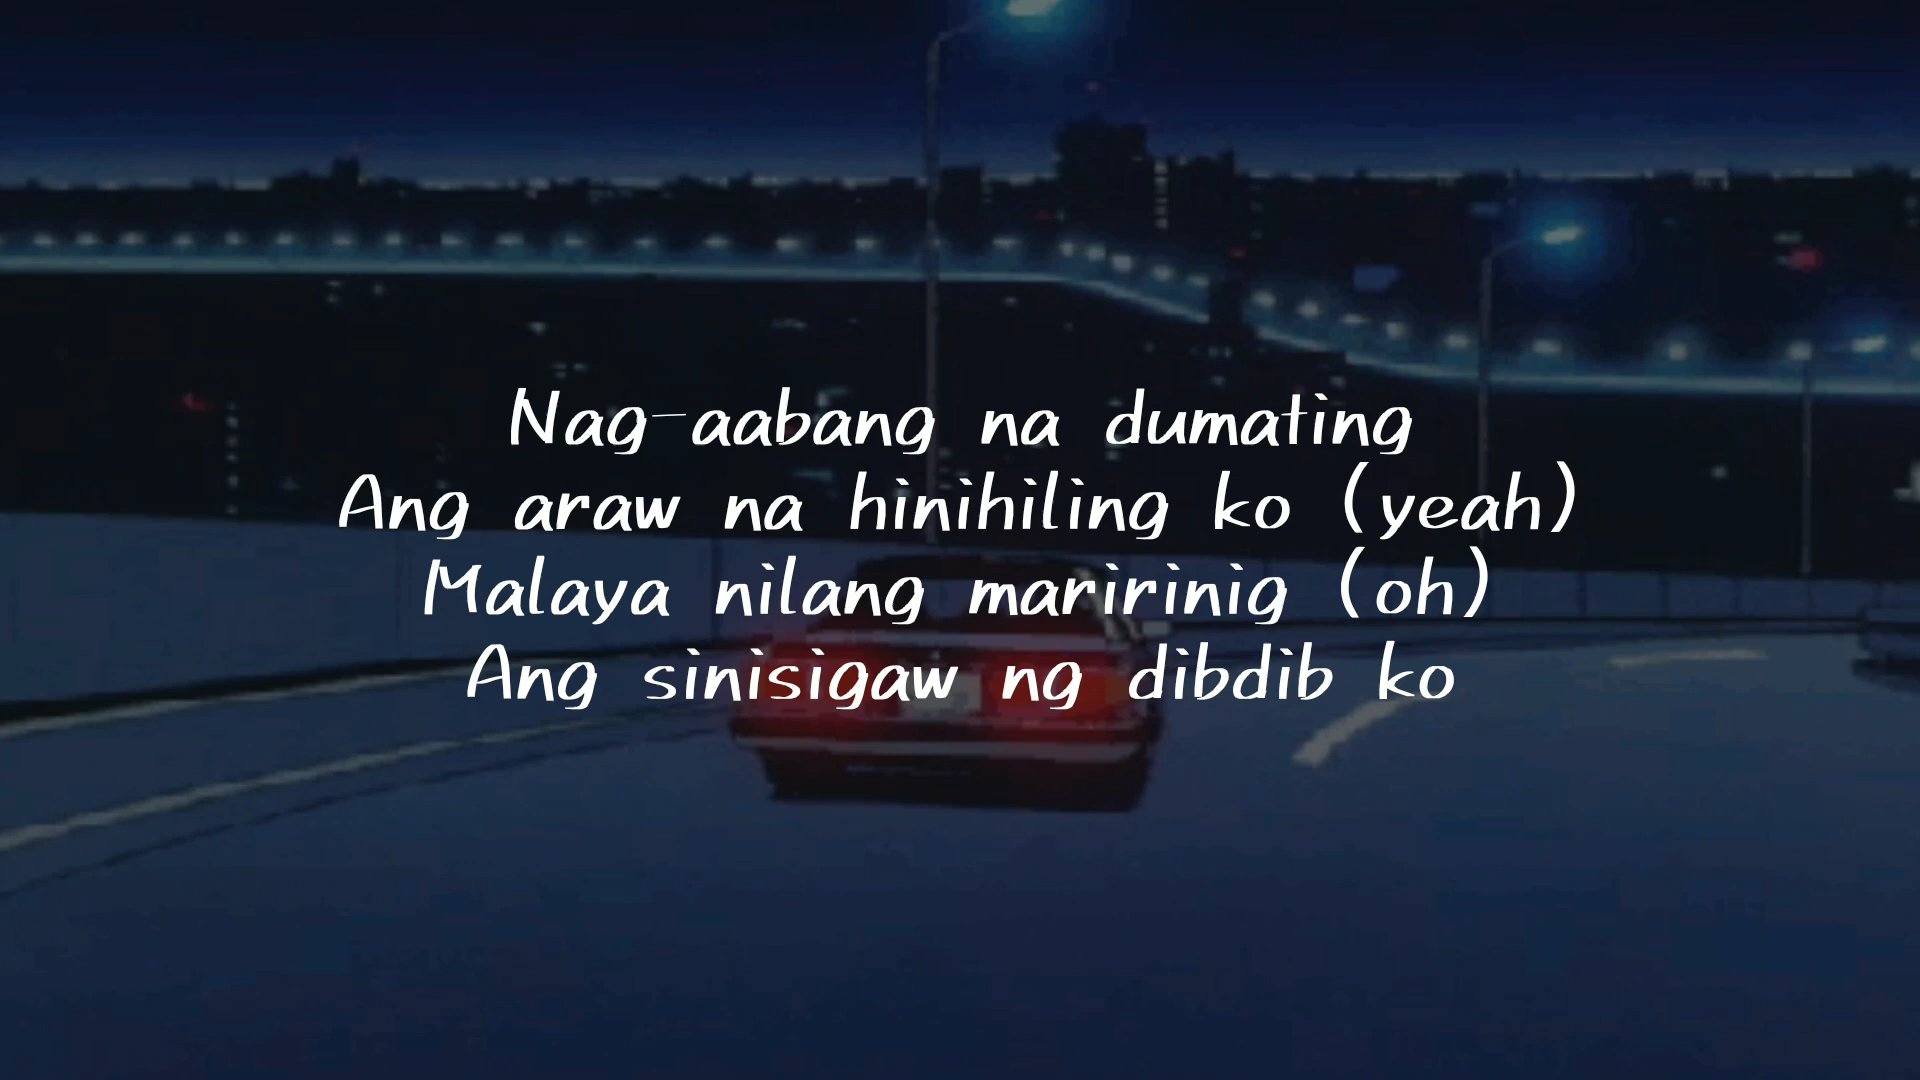 Nag-aabang na dumating
Ang araw na hinihiling ko (yeah)
Malaya nilang maririnig (oh)
Ang sinisigaw ng dibdib ko